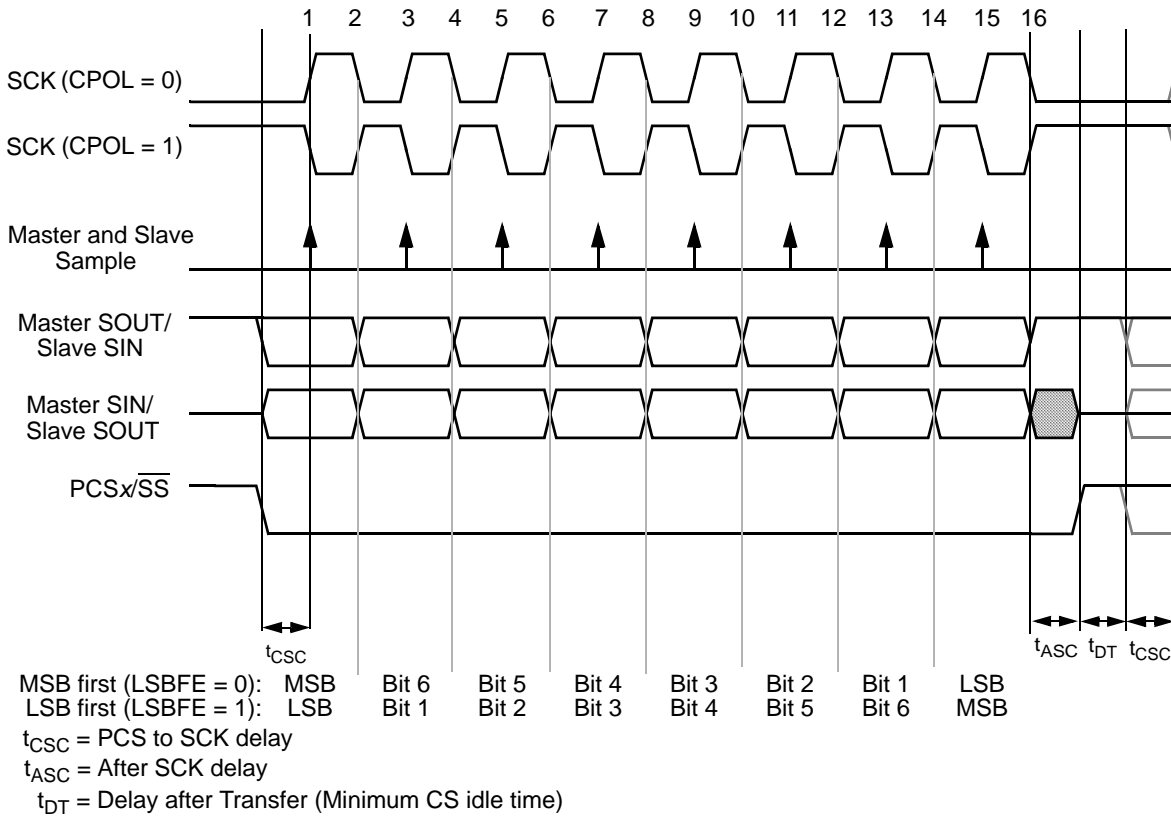 1 2 3 4 5 6 7 8 9 10 11 12 13 14 15 16
SCK (CPOL = 0)
SCK (CPOL = 1)
Master and Slave
Sample
Master SOUT/
Slave SIN
Master SIN/
Slave SOUT
PCSx/SS
tCSC
tASC tDT tCSC
MSB first (LSBFE = 0): MSB Bit 6 Bit 5 Bit 4 Bit 3 Bit 2 Bit 1 LSB
LSB first (LSBFE = 1): LSB Bit 1 Bit 2 Bit 3 Bit 4 Bit 5 Bit 6 MSB
tCSC = PCS to SCK delay
tASC = After SCK delay
tDT = Delay after Transfer (Minimum CS idle time)